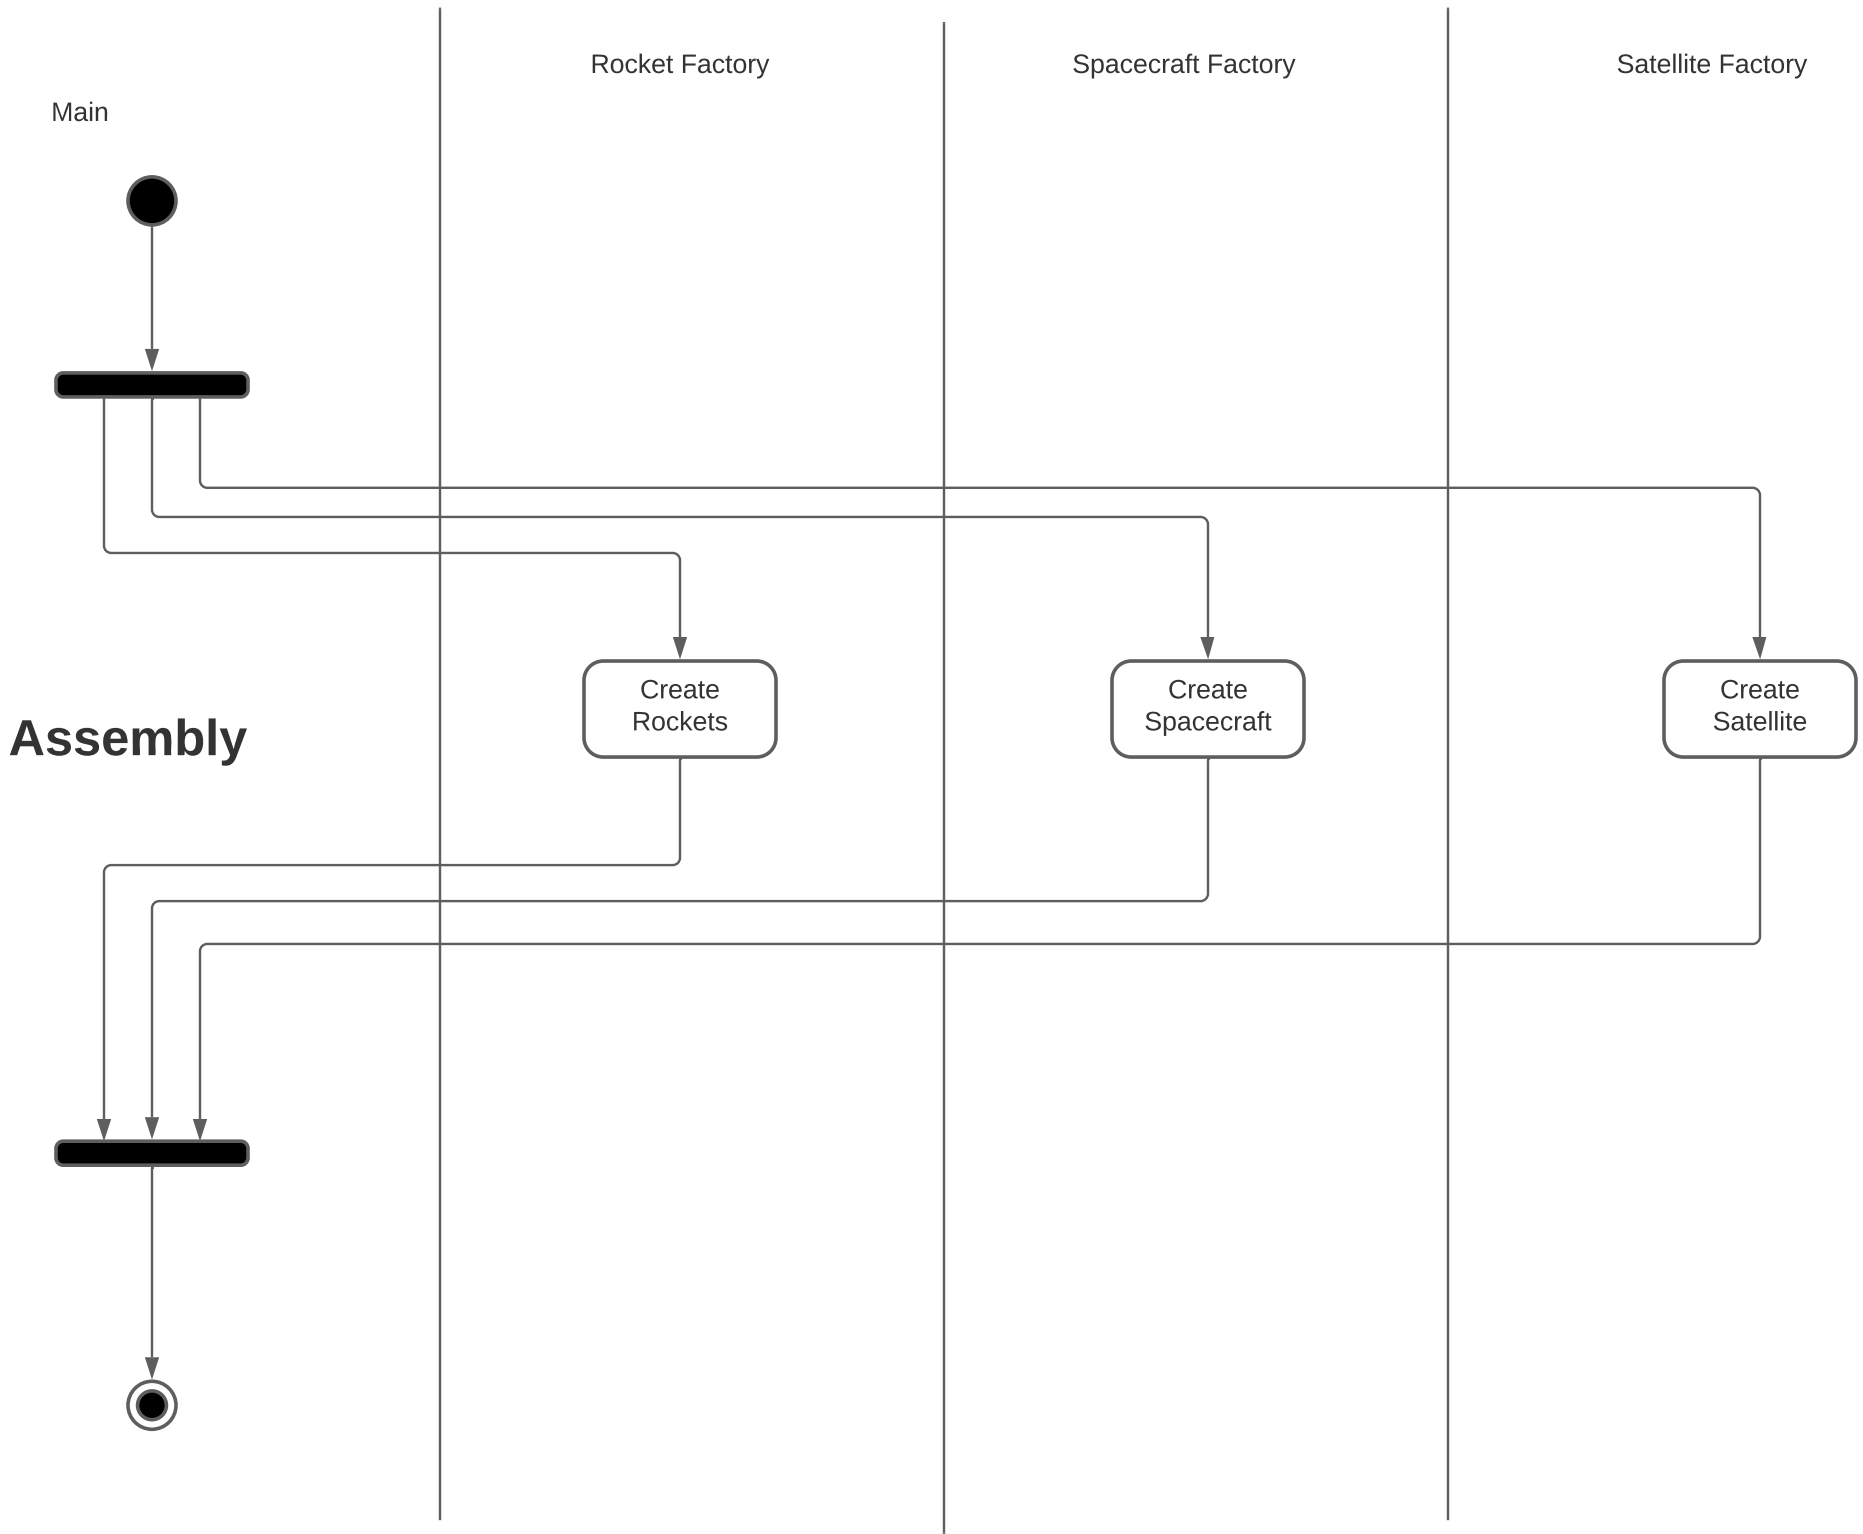 Rocket Factory
Spacecraft Factory
Satellite Factory
Main
Create
Rockets
Create
Spacecraft
Create
Satellite
Assembly